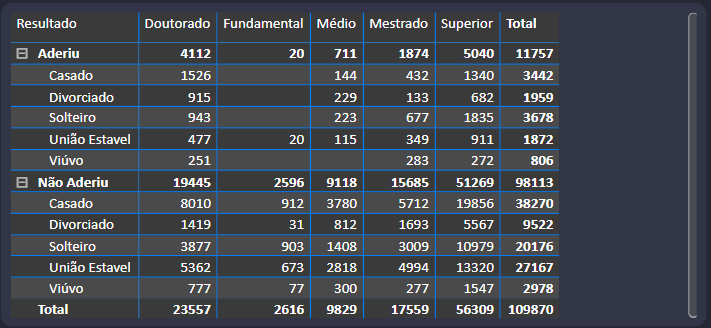 Resultado Doutorado Fundamental Médio Mestrado Superior Total
Aderiu 4112 20 711 1874 5040 11757
Casado 1526 144 432 1340 3442
Divorciado 915 229 133 682 1959
Solteiro 943 223 677 1835 3678
União Estavel 477 20 115 349 911 1872
Viúvo 251 283 272 806
Não Aderiu 19445 2596 9118 15685 51269 98113
Casado 8010 912 3780 5712 19856 38270
Divorciado 1419 31 812 1693 5567 9522
Solteiro 3877 903 1408 3009 10979 20176
União Estavel 5362 673 2818 4994 13320 27167
Viúvo 777 77 300 277 1547 2978
Total 23557 2616 9829 17559 56309 109870